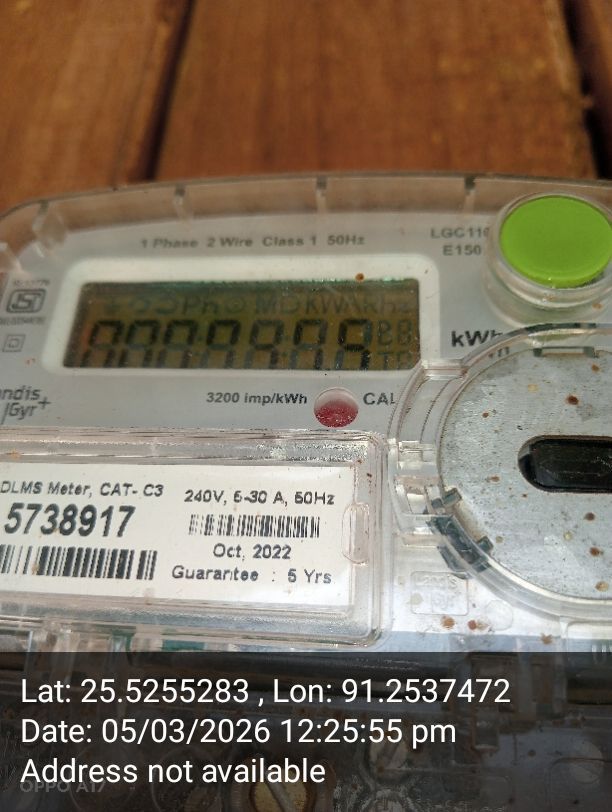 1 Phase 2 Wire Class 1 50Hz
LGC110
E150
kWh
3200 imp/kWh
CAL
andis
Gyr+
DLMS Meter, CAT- C3
5738917
240V, 5-30 A, 50Hz
Oct, 2022
Guarantee : 5 Yrs
Lat: 25.5255283 , Lon: 91.2537472
Date: 05/03/2026 12:25:55 pm
Address not available
OPPO A17